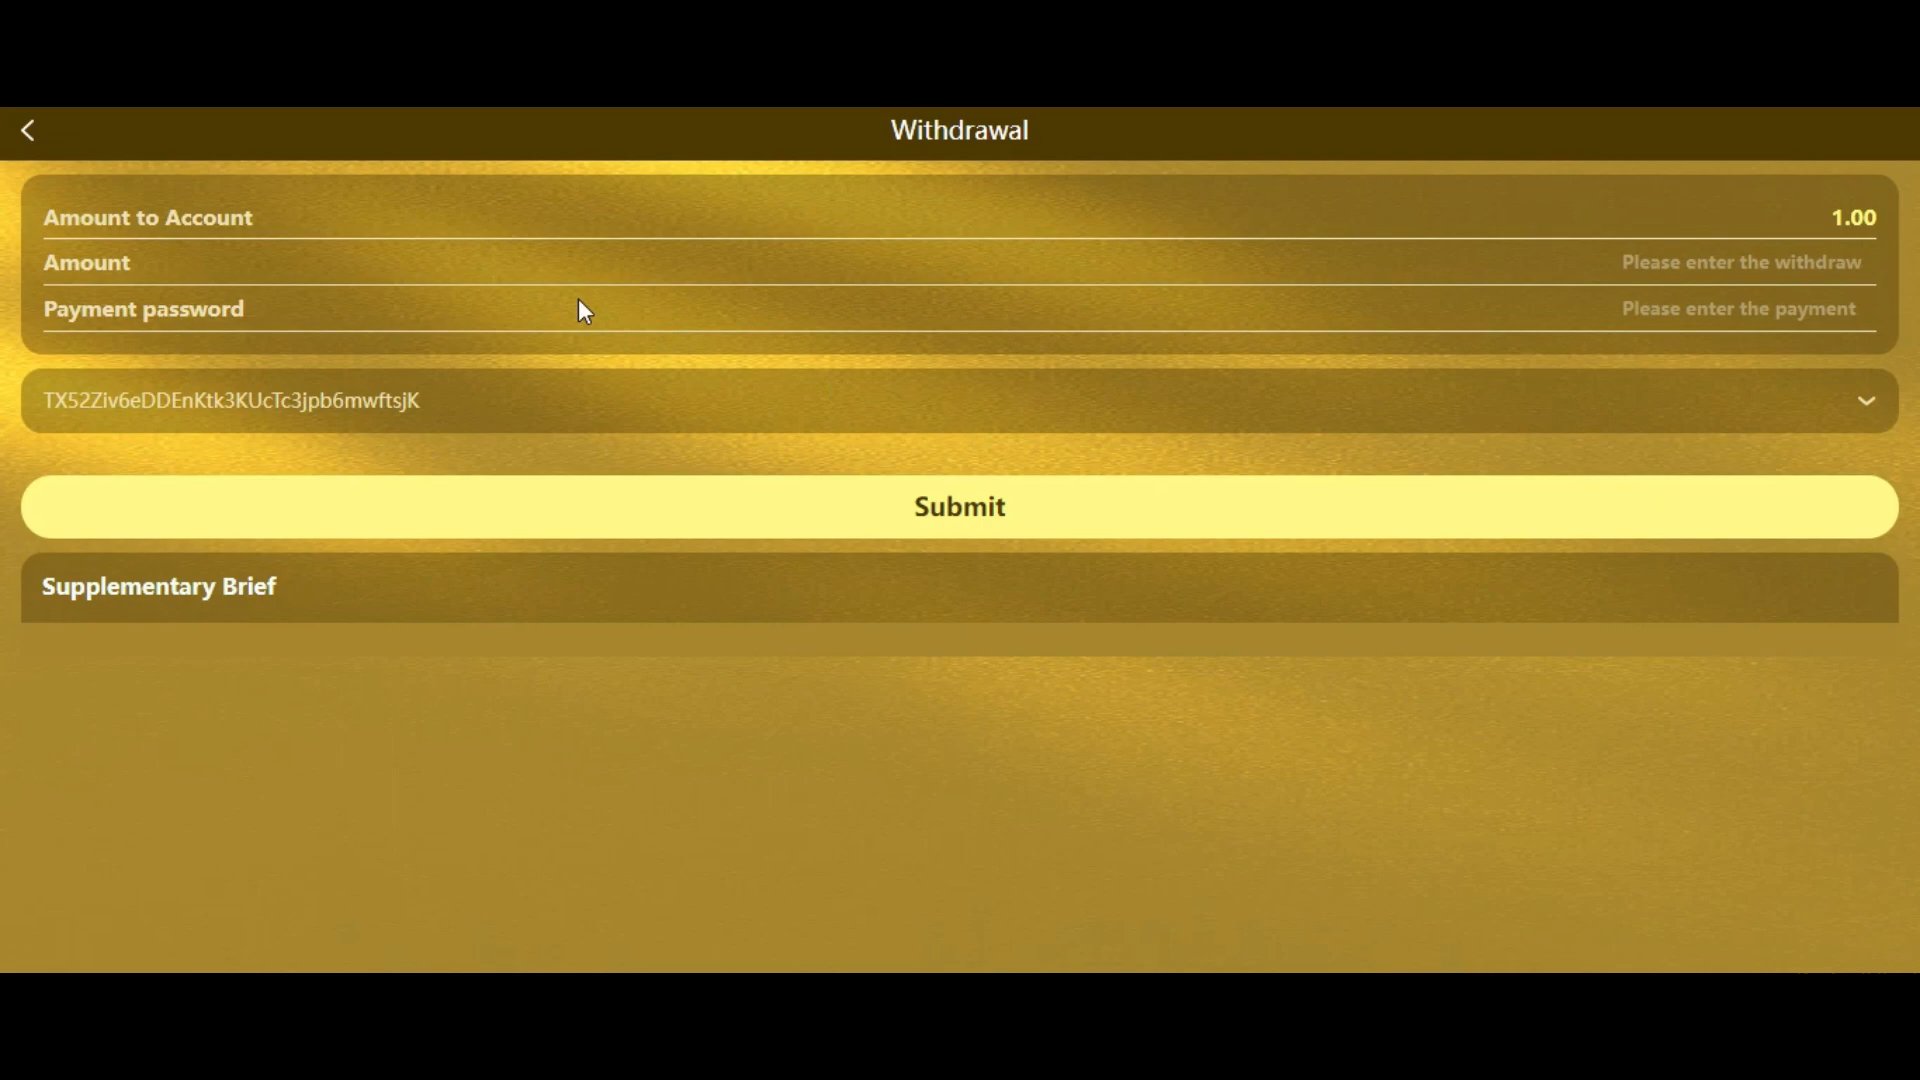 Withdrawal
Amount to Account 1.00
Amount Please enter the withdraw
Payment password Please enter the payment
TX52Ziv6eDDEnKtk3KUcTc3jpb6mwftsjK
Submit
Supplementary Brief